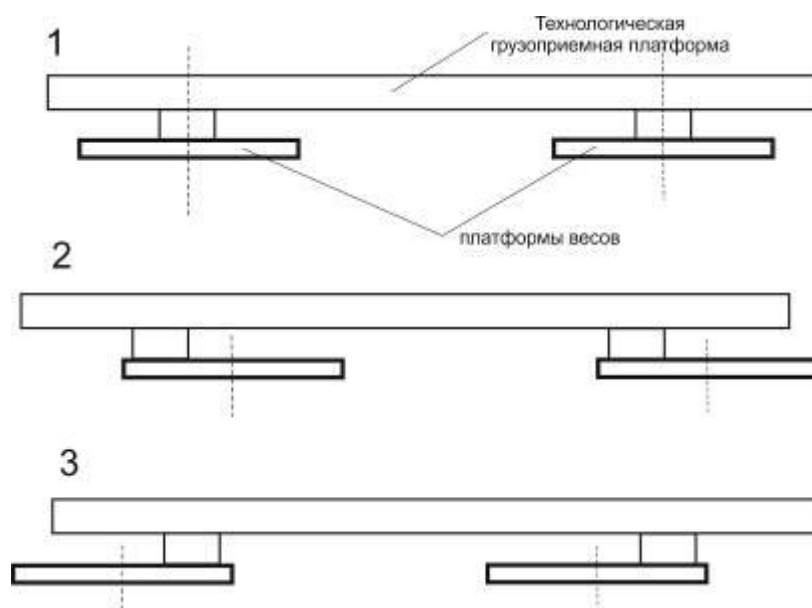 1
Технологическая
грузоприемная платформа
платформы весов
2
3